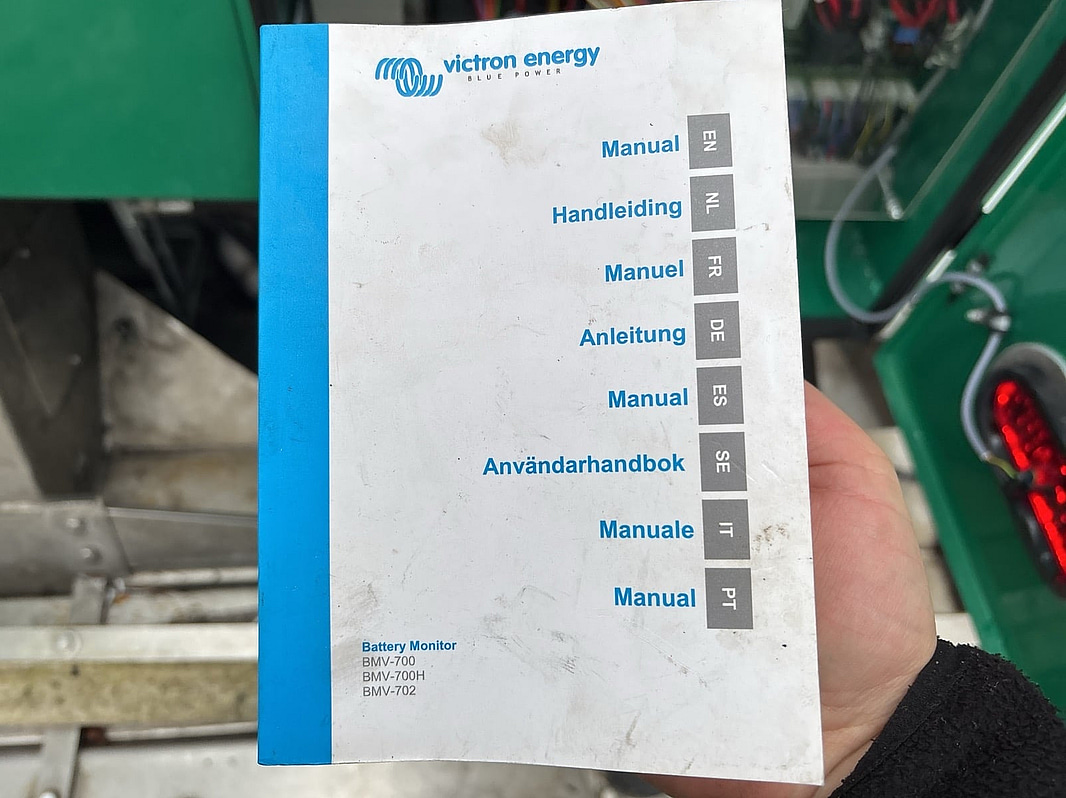 victron energy
BLUE POWER
Manual EN
Handleiding NL
Manuel FR
Anleitung DE
Manual ES
Användarhandbok SE
Manuale IT
Manual PT
Battery Monitor
BMV-700
BMV-700H
BMV-702